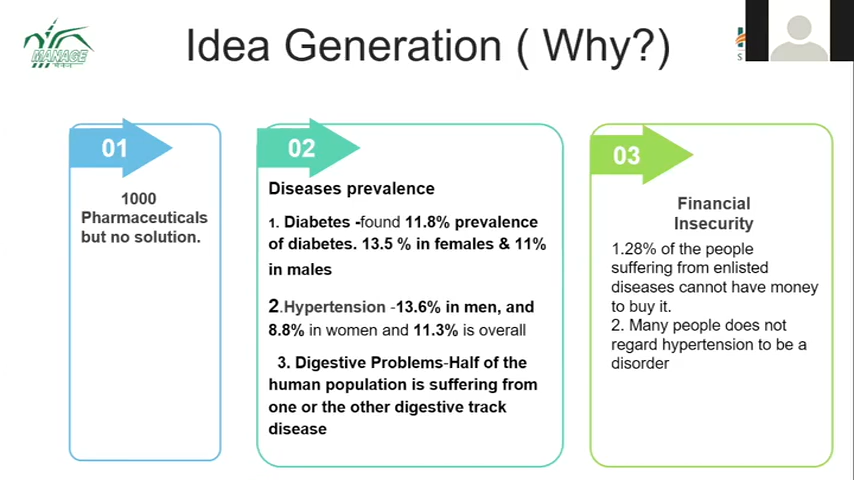 MANAGE
Idea Generation ( Why?)
01
1000
Pharmaceuticals
but no solution.
02
Diseases prevalence
1. Diabetes -found 11.8% prevalence
of diabetes. 13.5 % in females & 11%
in males
2.Hypertension -13.6% in men, and
8.8% in women and 11.3% is overall
3. Digestive Problems-Half of the
human population is suffering from
one or the other digestive track
disease
03
Financial
Insecurity
1.28% of the people
suffering from enlisted
diseases cannot have money
to buy it.
2. Many people does not
regard hypertension to be a
disorder